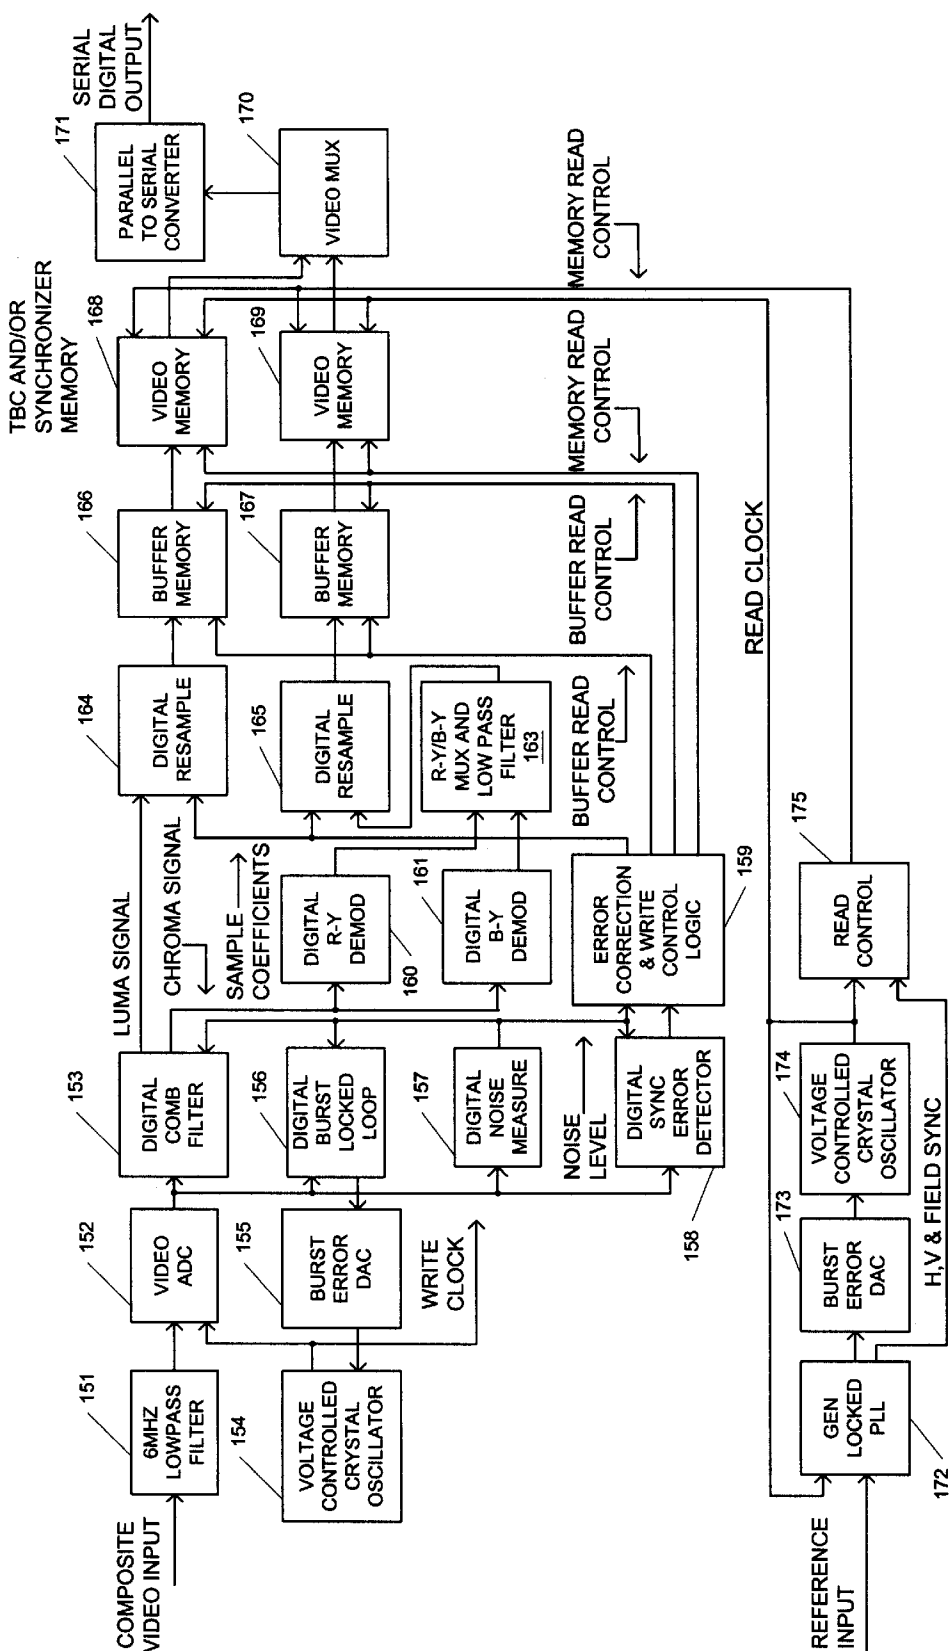 COMPOSITE
VIDEO INPUT
151
6MHZ
LOWPASS
FILTER
152
VIDEO
ADC
153
DIGITAL
COMB
FILTER
LUMA SIGNAL
CHROMA SIGNAL
SAMPLE
COEFFICIENTS
164
DIGITAL
RESAMPLE
166
BUFFER
MEMORY
TBC AND/OR
SYNCHRONIZER
MEMORY
168
VIDEO
MEMORY
171
PARALLEL
TO SERIAL
CONVERTER
SERIAL
DIGITAL
OUTPUT
154
VOLTAGE
CONTROLLED
CRYSTAL
OSCILLATOR
155
BURST
ERROR
DAC
156
DIGITAL
BURST
LOCKED
LOOP
160
DIGITAL
R-Y
DEMOD
165
DIGITAL
RESAMPLE
167
BUFFER
MEMORY
169
VIDEO
MEMORY
170
VIDEO MUX
WRITE
CLOCK
157
DIGITAL
NOISE
MEASURE
161
DIGITAL
B-Y
DEMOD
R-Y/B-Y
MUX AND
LOW PASS
FILTER
163
NOISE
LEVEL
158
DIGITAL
SYNC
ERROR
DETECTOR
159
ERROR
CORRECTION
& WRITE
CONTROL
LOGIC
BUFFER READ
CONTROL
BUFFER READ
CONTROL
MEMORY READ
CONTROL
MEMORY READ
CONTROL
READ CLOCK
REFERENCE
INPUT
172
GEN
LOCKED
PLL
173
BURST
ERROR
DAC
174
VOLTAGE
CONTROLLED
CRYSTAL
OSCILLATOR
175
READ
CONTROL
H,V & FIELD SYNC